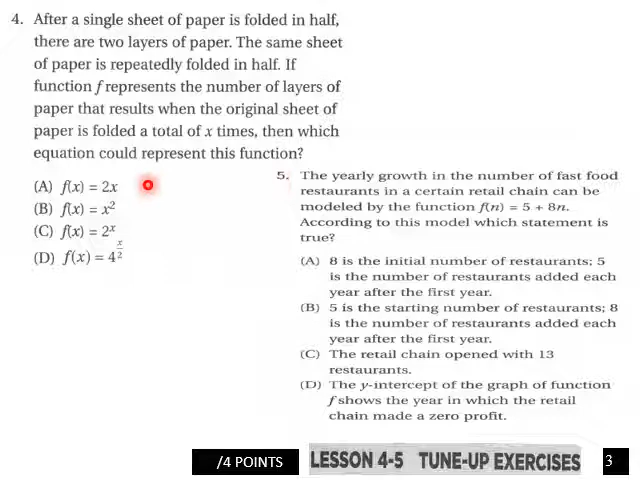 4. After a single sheet of paper is folded in half,
there are two layers of paper. The same sheet
of paper is repeatedly folded in half. If
function f represents the number of layers of
paper that results when the original sheet of
paper is folded a total of x times, then which
equation could represent this function?
(A) f(x) = 2x
(B) f(x) = x²
(C) f(x) = 2ˣ
(D) f(x) = 4^(x/2)
5. The yearly growth in the number of fast food
restaurants in a certain retail chain can be
modeled by the function f(n) = 5 + 8n.
According to this model which statement is
true?
(A) 8 is the initial number of restaurants; 5
is the number of restaurants added each
year after the first year.
(B) 5 is the starting number of restaurants; 8
is the number of restaurants added each
year after the first year.
(C) The retail chain opened with 13
restaurants.
(D) The y-intercept of the graph of function
f shows the year in which the retail
chain made a zero profit.
/4 POINTS
LESSON 4-5 TUNE-UP EXERCISES
3